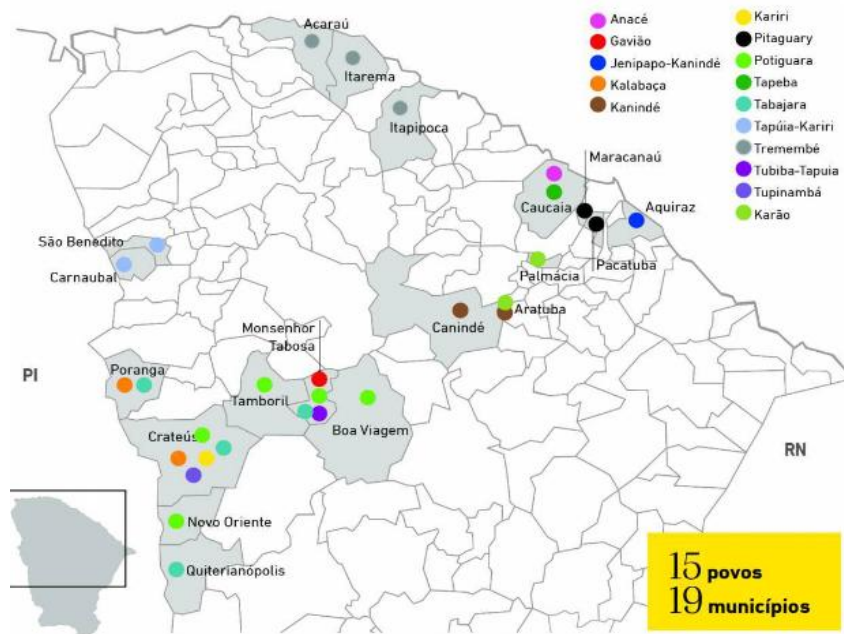 Acaraú
Itarema
Itapipoca
Anacé
Gavião
Jenipapo-Kanindé
Kalabaça
Kanindé
Kariri
Pitaguary
Potiguara
Tapeba
Tabajara
Tapúia-Kariri
Tremembé
Tubiba-Tapuia
Tupinambá
Karão
Maracanaú
Caucaia
Aquiraz
São Benedito
Carnaubal
Pacatuba
Palmácia
Canindé
Aratuba
Monsenhor
Tabosa
PI
Poranga
Tamboril
Boa Viagem
Crateús
RN
Novo Oriente
Quiterianópolis
15 povos
19 municípios